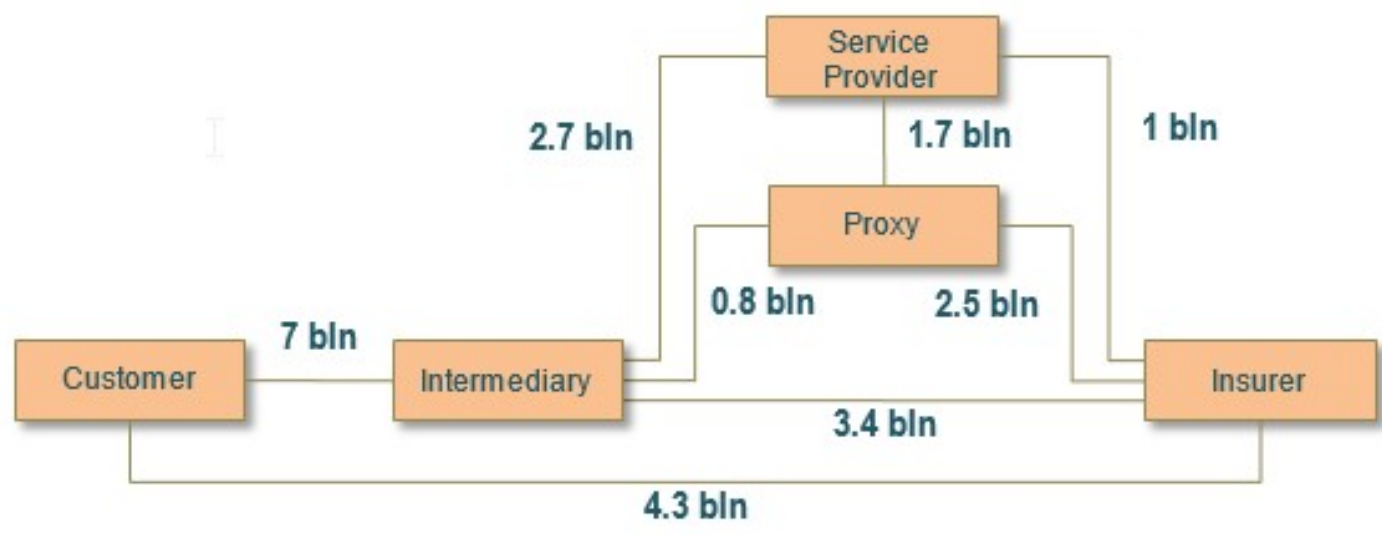 Service
Provider
2.7 bln
1.7 bln
1 bln
Proxy
0.8 bln
2.5 bln
7 bln
Customer
Intermediary
Insurer
3.4 bln
4.3 bln